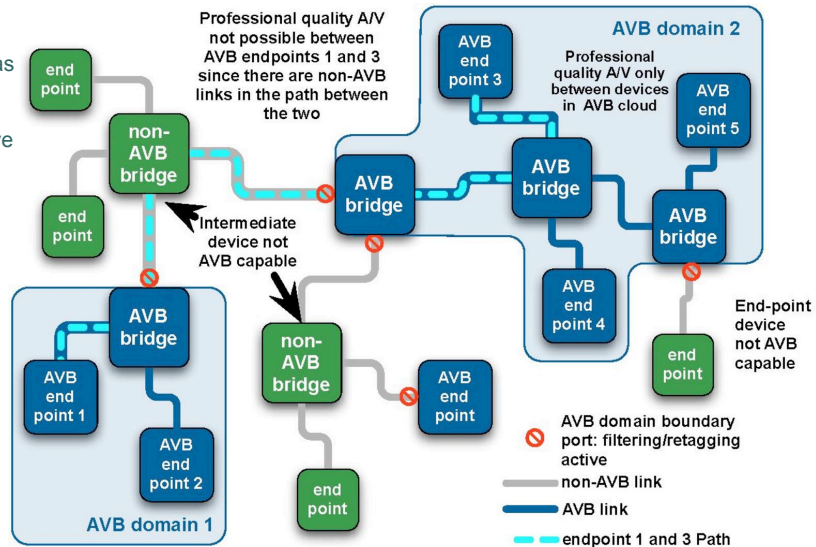 as
ve
end
point
Professional quality A/V
not possible between
AVB endpoints 1 and 3
since there are non-AVB
links in the path between
the two
AVB
end
point 3
AVB domain 2
Professional
quality A/V only
between devices
in AVB cloud
AVB
end
point 5
non-
AVB
bridge
AVB
bridge
AVB
bridge
AVB
bridge
end
point
Intermediate
device not
AVB capable
AVB
end
point 4
AVB
bridge
non-
AVB
bridge
End-point
device
not AVB
capable
end
point
AVB
end
point 1
AVB
end
point
AVB
end
point 2
end
point
AVB domain 1
AVB domain boundary
port: filtering/retagging
active
non-AVB link
AVB link
endpoint 1 and 3 Path